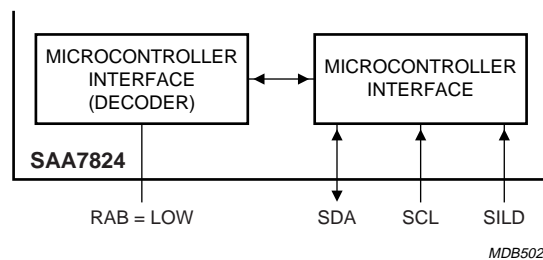 MICROCONTROLLER
INTERFACE
(DECODER)
MICROCONTROLLER
INTERFACE
SAA7824
RAB = LOW
SDA
SCL
SILD
MDB502